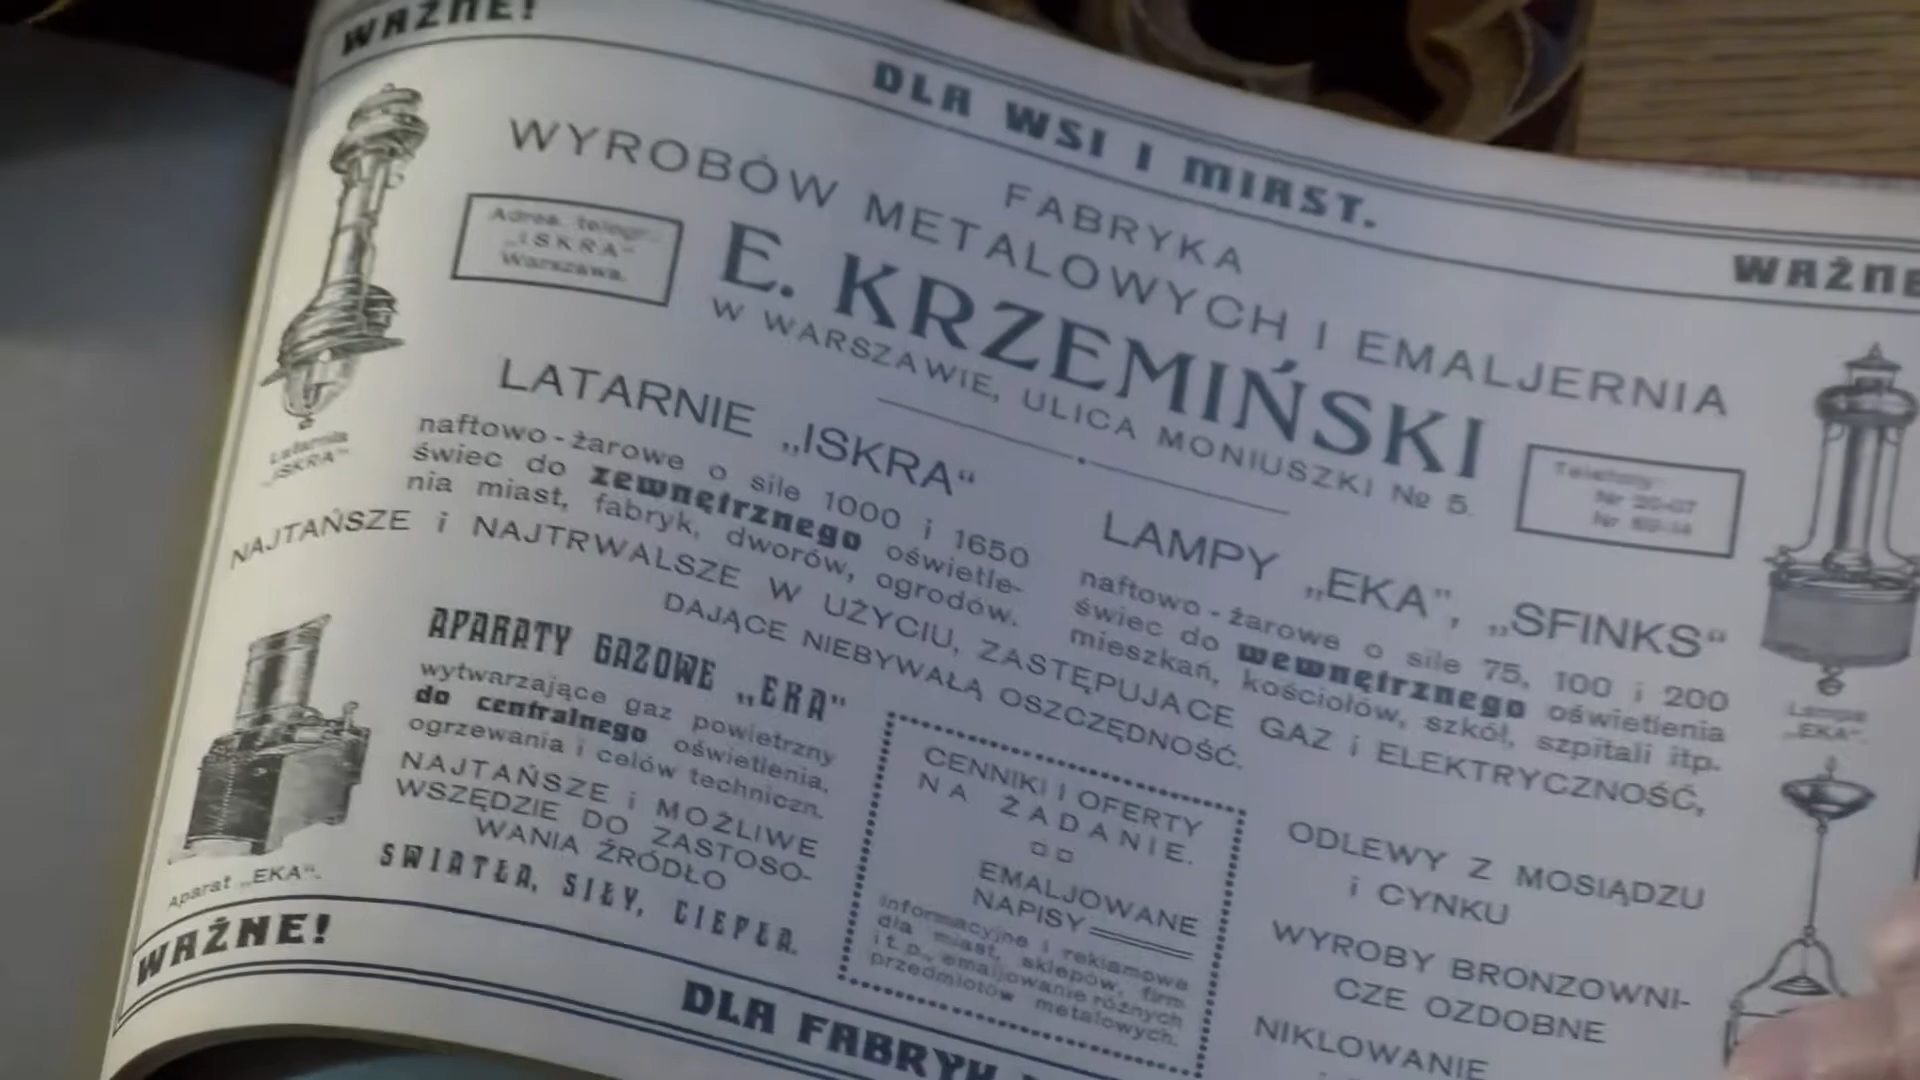 WAŻNE!
DLA WSI I MIAST.
WAŻNE
FABRYKA
WYROBÓW METALOWYCH I EMALJERNIA
E. KRZEMIŃSKI
W WARSZAWIE, ULICA MONIUSZKI № 5.
Adres. telegr.:
„ISKRA“
Warszawa.
Telefony:
Nr 20-07
Latarnia
„ISKRA“.
LATARNIE „ISKRA“
naftowo-żarowe o sile 1000 i 1650
świec do zewnętrznego oświetle-
nia miast, fabryk, dworów, ogrodów.
LAMPY „EKA“, „SFINKS“
naftowo-żarowe o sile 75, 100 i 200
świec do wewnętrznego oświetlenia
mieszkań, kościołów, szkół, szpitali itp.
NAJTAŃSZE i NAJTRWALSZE W UŻYCIU, ZASTĘPUJĄCE GAZ i ELEKTRYCZNOŚĆ,
DAJĄCE NIEBYWAŁĄ OSZCZĘDNOŚĆ.
Lampa
„EKA“.
APARATY GAZOWE „EKA“
wytwarzające gaz powietrzny
do centralnego oświetlenia,
ogrzewania i celów techniczn.
NAJTAŃSZE i MOŻLIWE
WSZĘDZIE DO ZASTOSO-
WANIA ŹRÓDŁO
SWIATŁA, SIŁY, CIEPŁA.
Aparat „EKA“.
CENNIKI I OFERTY
NA ŻĄDANIE.
EMALJOWANE
NAPISY
informacyjne i reklamowe
dla miast, sklepów, firm
i t. p., emaljowanie różnych
przedmiotów metalowych.
ODLEWY Z MOSIĄDZU
i CYNKU
WYROBY BRONZOWNI-
CZE OZDOBNE
NIKLOWANIE
WAŻNE!
DLA FABRYK